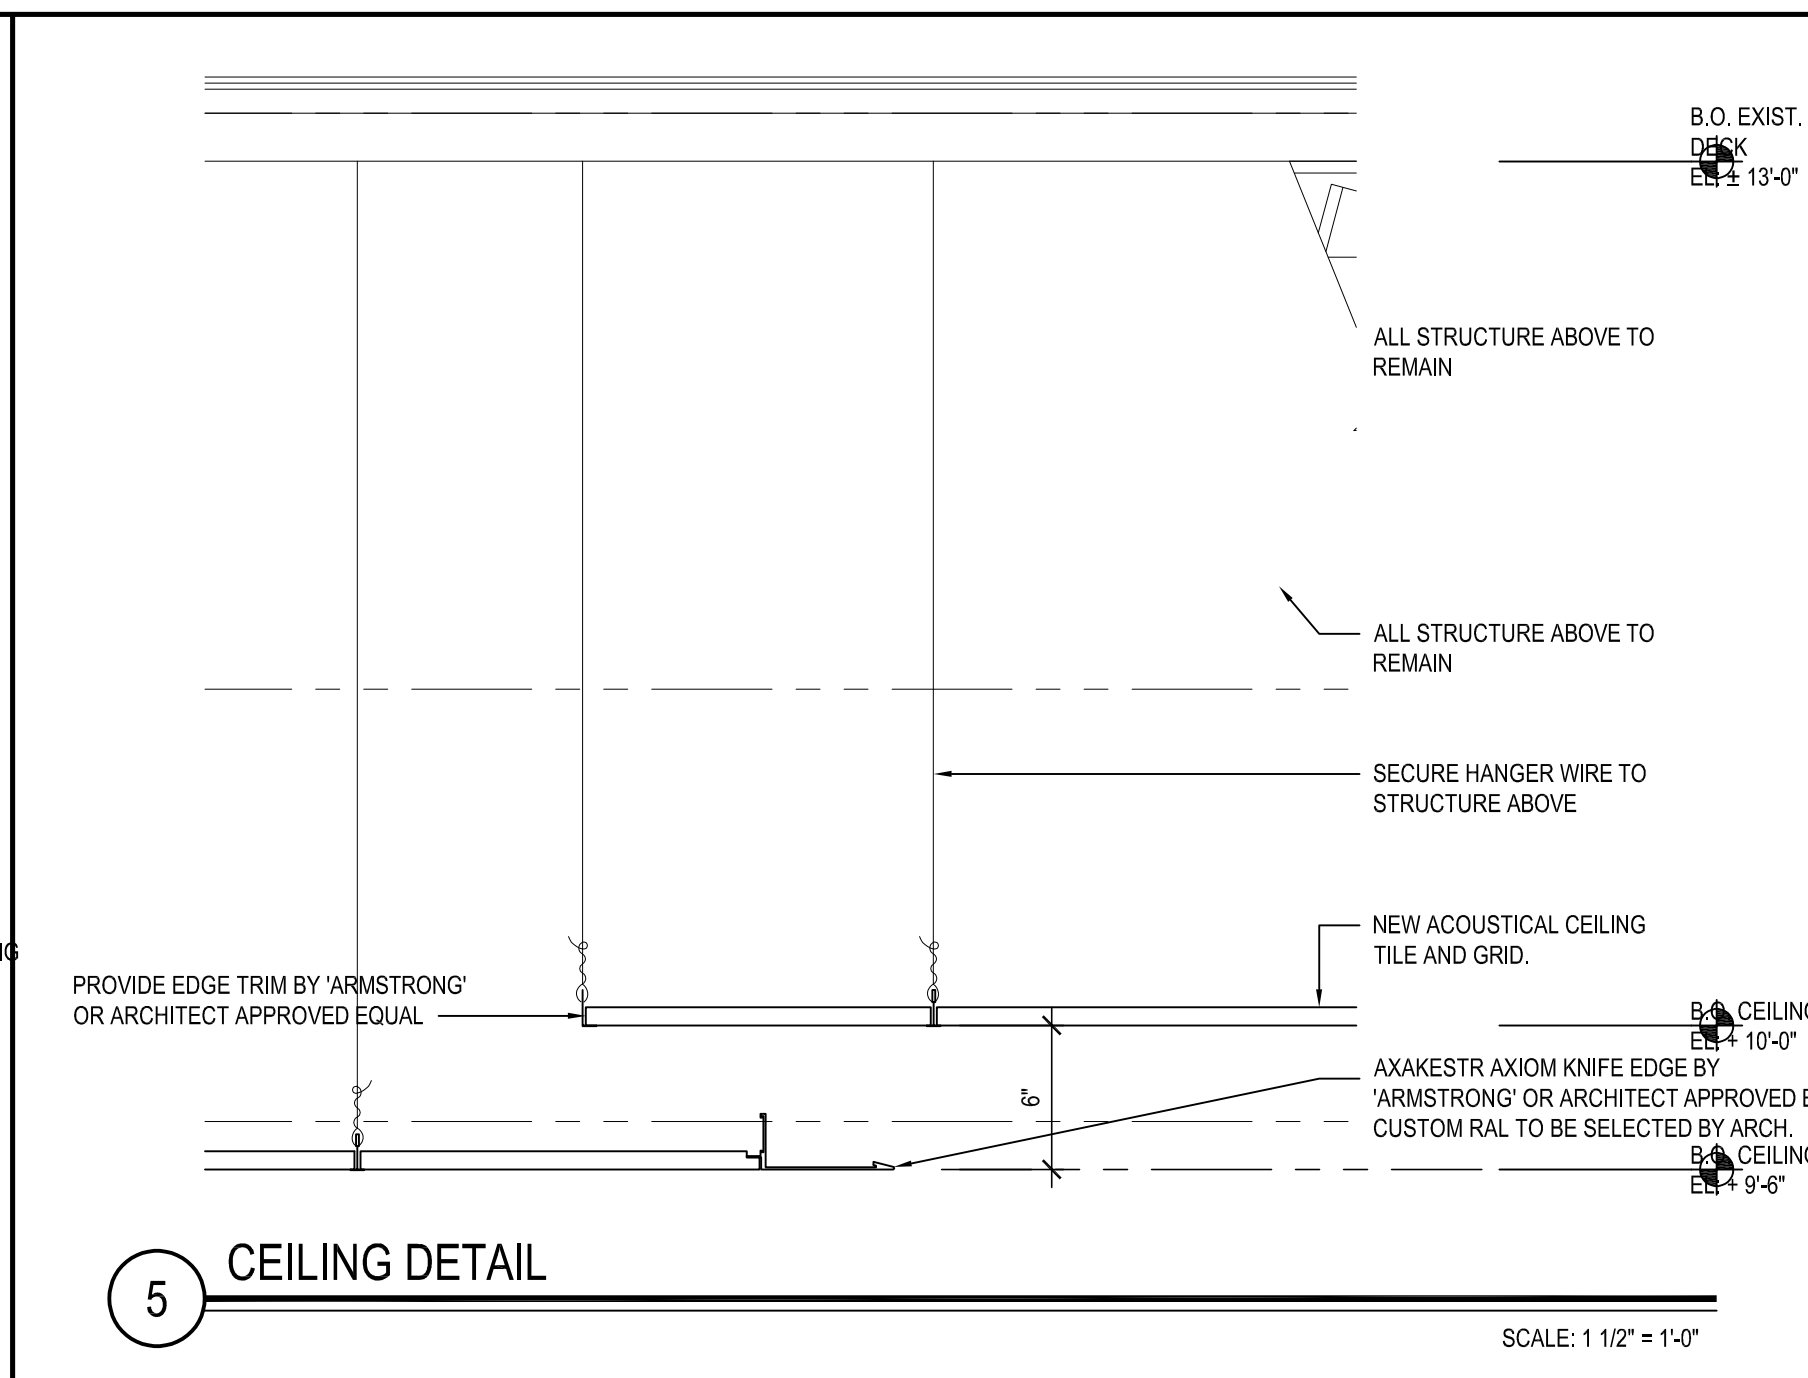 B.O. EXIST.
DECK
EL. ± 13'-0"
ALL STRUCTURE ABOVE TO
REMAIN
ALL STRUCTURE ABOVE TO
REMAIN
SECURE HANGER WIRE TO
STRUCTURE ABOVE
NEW ACOUSTICAL CEILING
TILE AND GRID.
PROVIDE EDGE TRIM BY 'ARMSTRONG'
OR ARCHITECT APPROVED EQUAL
B.O. CEILING
EL. + 10'-0"
6"
AXAKESTR AXIOM KNIFE EDGE BY
'ARMSTRONG' OR ARCHITECT APPROVED
CUSTOM RAL TO BE SELECTED BY ARCH.
B.O. CEILING
EL. + 9'-6"
5
CEILING DETAIL
SCALE: 1 1/2" = 1'-0"